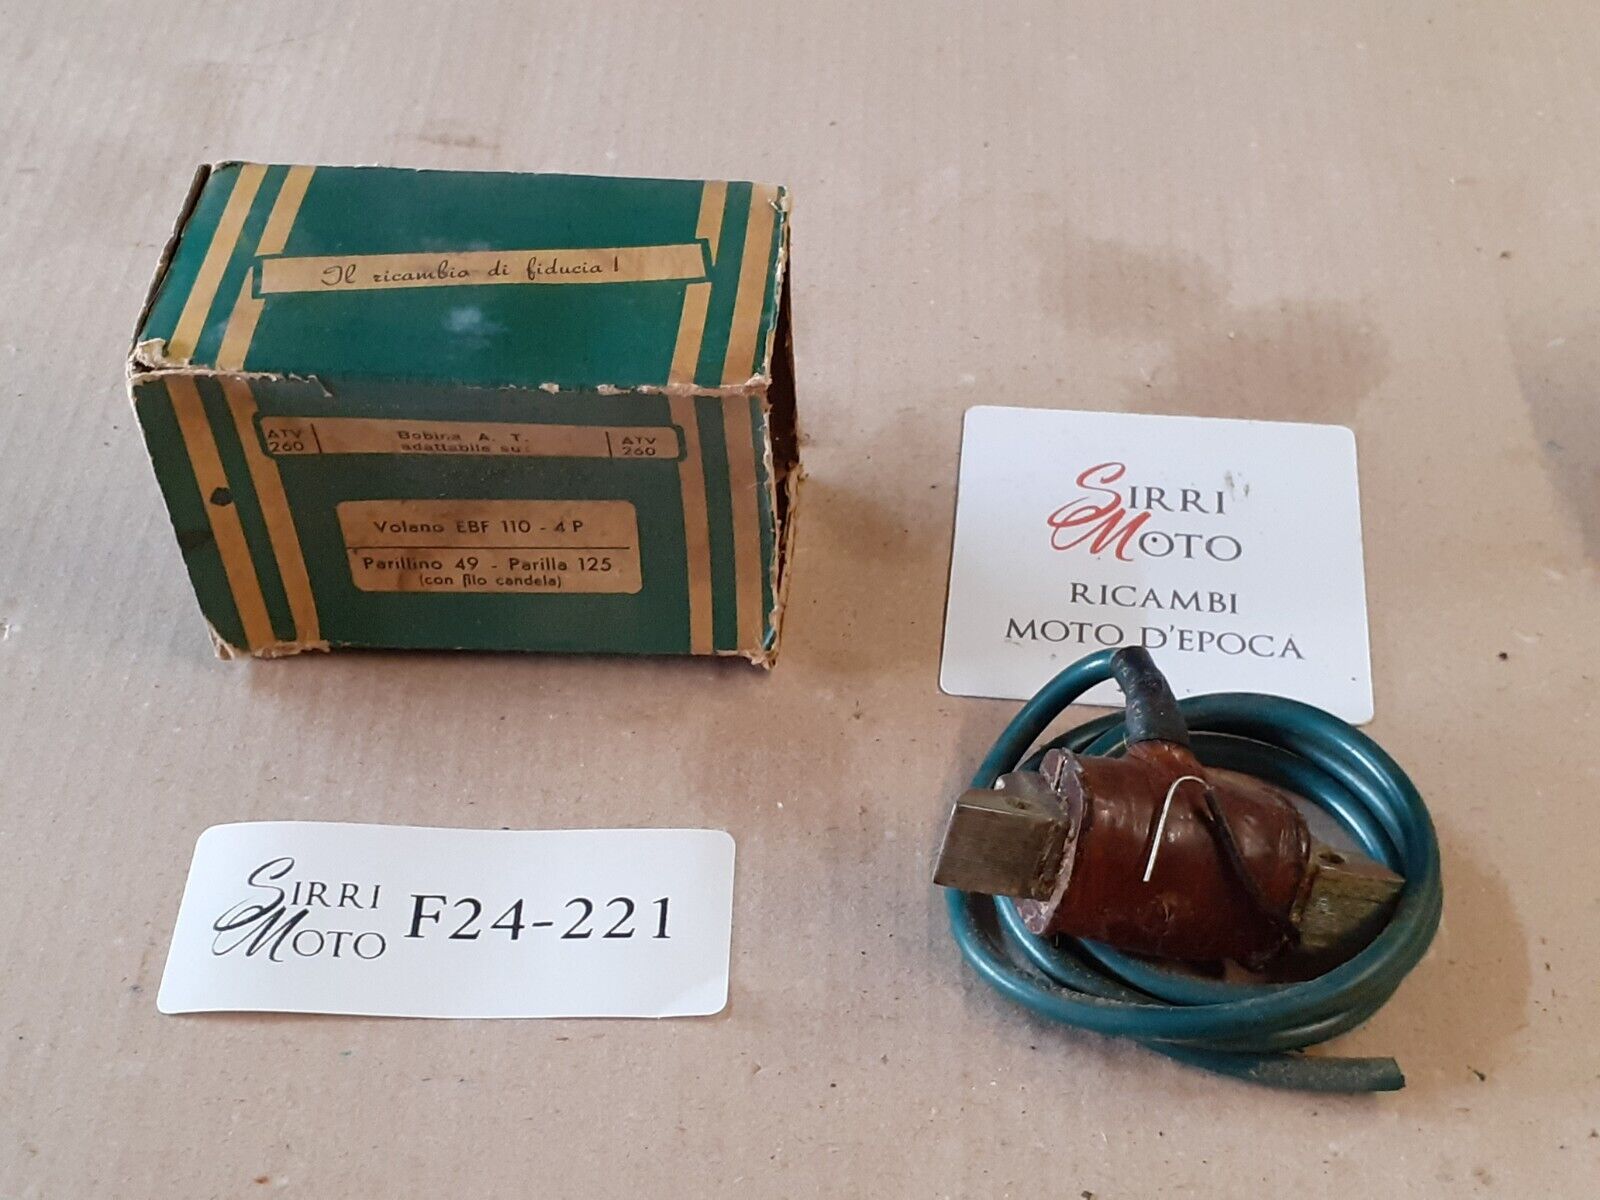 Il ricambio di fiducia !
ATV 260
Bobina A. T.
adattabile su:
ATV 260
Volano EBF 110 - 4 P
Parillino 49 - Parilla 125
(con filo candela)
SIRRI
MOTO
RICAMBI
MOTO D'EPOCA
SIRRI
MOTO
F24-221